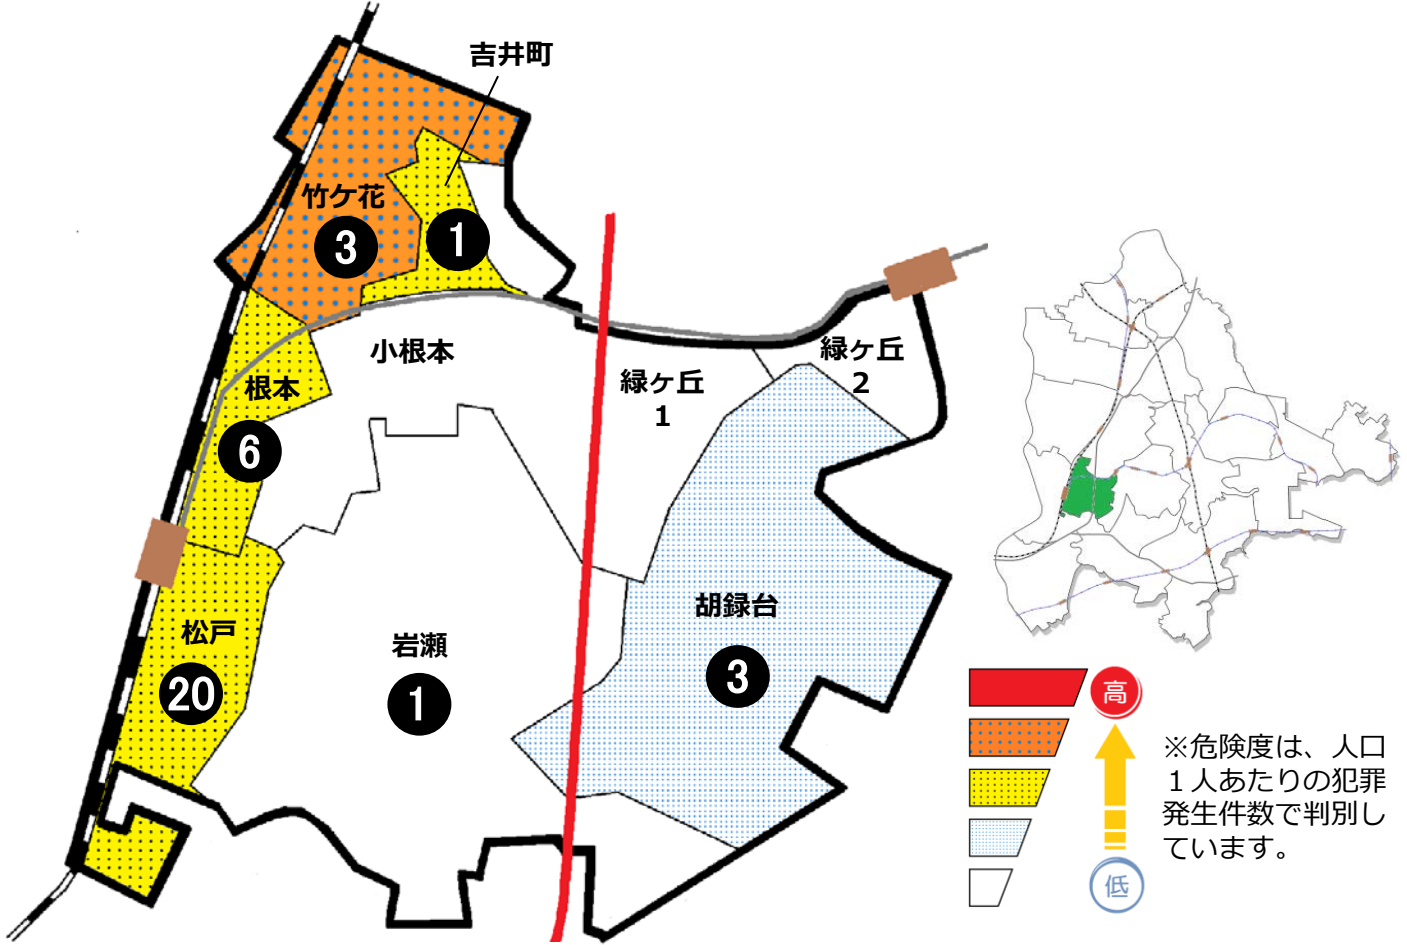 吉井町
竹ケ花
3
1
小根本
根本
6
緑ヶ丘
1
緑ヶ丘
2
松戸
20
岩瀬
1
胡録台
3
高
低
※危険度は、人口
１人あたりの犯罪
発生件数で判別し
ています。